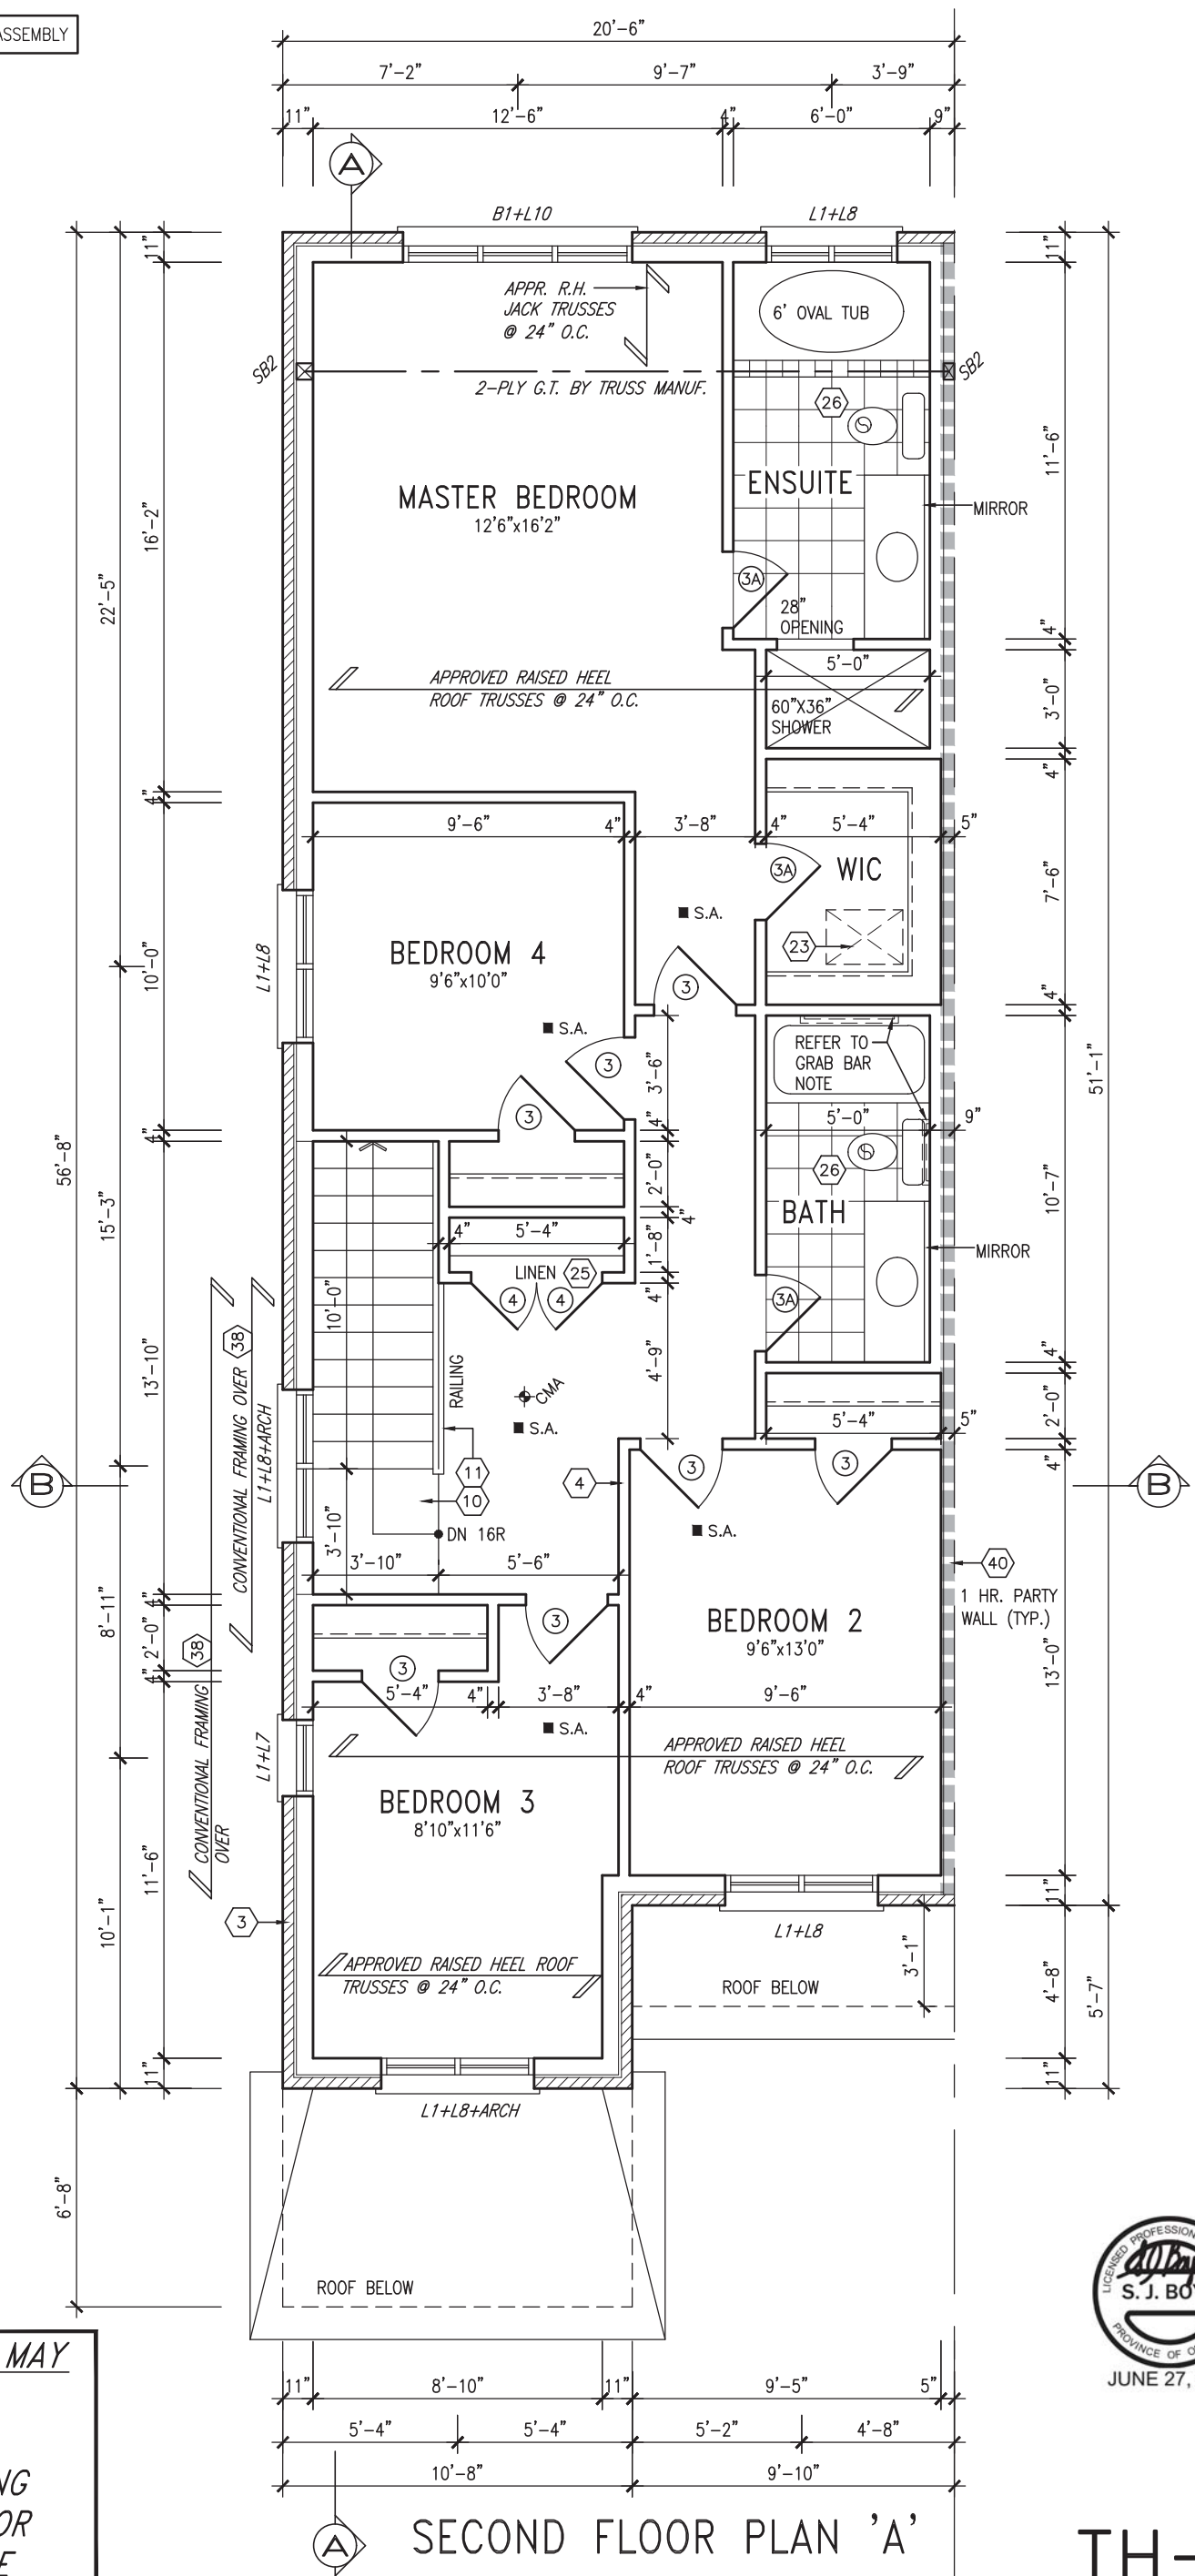 ASSEMBLY
20'-6"
7'-2" 9'-7" 3'-9"
11" 12'-6" 4" 6'-0" 9"
A
B1+L10 L1+L8
11" 11"
APPR. R.H.
JACK TRUSSES
@ 24" O.C.
6' OVAL TUB
SB2 SB2
2-PLY G.T. BY TRUSS MANUF.
26
ENSUITE
MASTER BEDROOM
12'6"x16'2"
MIRROR
11'-6"
16'-2"
22'-5"
3A
28"
OPENING
4"
5'-0"
APPROVED RAISED HEEL
ROOF TRUSSES @ 24" O.C.
60"X36"
SHOWER
3'-0"
4"
4"
9'-6" 4" 3'-8" 4" 5'-4" 5"
3A
WIC
7'-6"
S.A.
BEDROOM 4
9'6"x10'0"
23
L1+L8
10'-0"
3
4"
S.A.
REFER TO
GRAB BAR
NOTE
3
3'-6"
51'-1"
3
5'-0" 9"
4"
4"
56'-8"
15'-3"
26
2'-0"
10'-7"
BATH
4"
4" 5'-4"
1'-8"
MIRROR
LINEN 25
4 4
4"
3A
10'-0"
CONVENTIONAL FRAMING OVER 38
L1+L8+ARCH
13'-10"
RAILING
4'-9"
4"
CMA
S.A.
5'-4" 5"
2'-0"
4"
B B
11
10
4
3
3
DN 16R
S.A.
3'-10"
3'-10" 5'-6"
40
1 HR. PARTY
WALL (TYP.)
8'-11"
4"
2'-0"
4"
38
3
BEDROOM 2
9'6"x13'0"
13'-0"
3
5'-4" 4" 3'-8" 4" 9'-6"
S.A.
L1+L7
CONVENTIONAL FRAMING
OVER
APPROVED RAISED HEEL
ROOF TRUSSES @ 24" O.C.
BEDROOM 3
8'10"x11'6"
11'-6"
10'-1"
11"
3
L1+L8
3'-1"
APPROVED RAISED HEEL ROOF
TRUSSES @ 24" O.C.
ROOF BELOW
4'-8"
5'-7"
11" 11"
L1+L8+ARCH
6'-8"
ROOF BELOW
LICENSED PROFESSION
S. J. BOY
PROVINCE OF O
JUNE 27,
MAY
11" 8'-10" 11" 9'-5" 5"
5'-4" 5'-4" 5'-2" 4'-8"
10'-8" 9'-10"
NG
OR
E
A
SECOND FLOOR PLAN 'A'
TH-